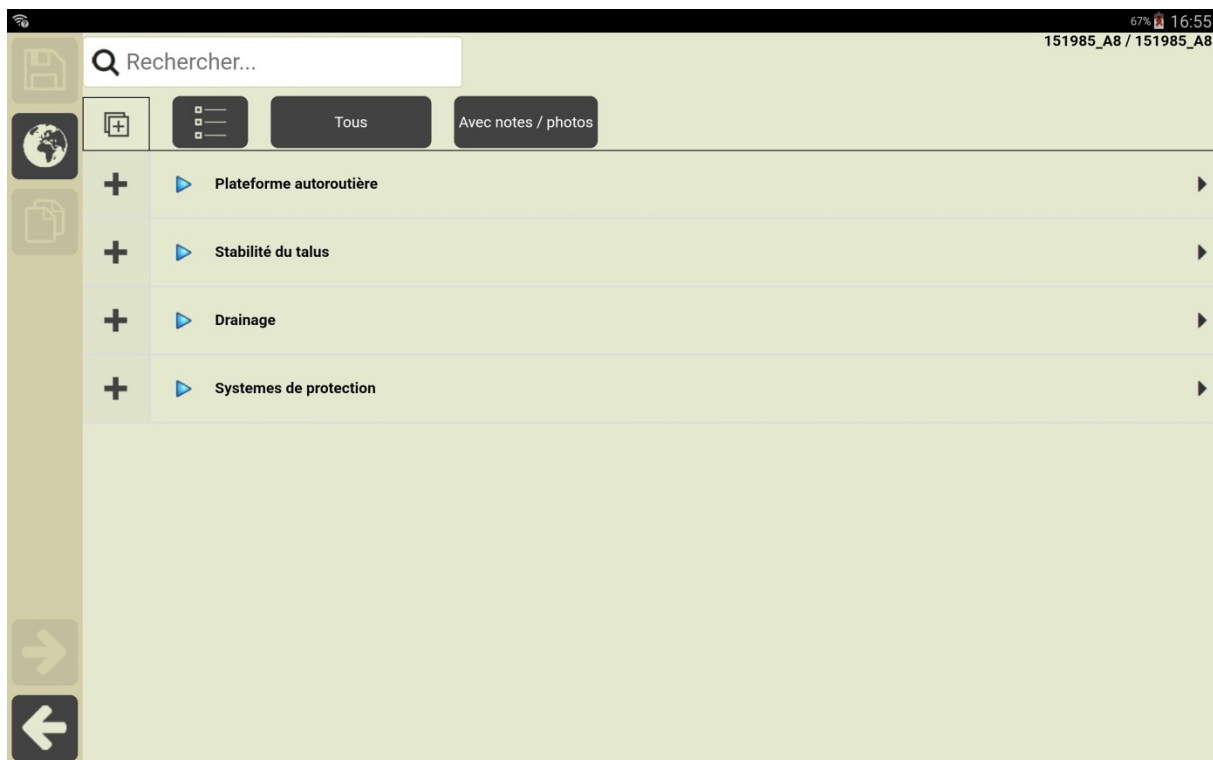 67% 16:55
151985_A8 / 151985_A8
Rechercher...
Tous
Avec notes / photos
Plateforme autoroutière
Stabilité du talus
Drainage
Systemes de protection